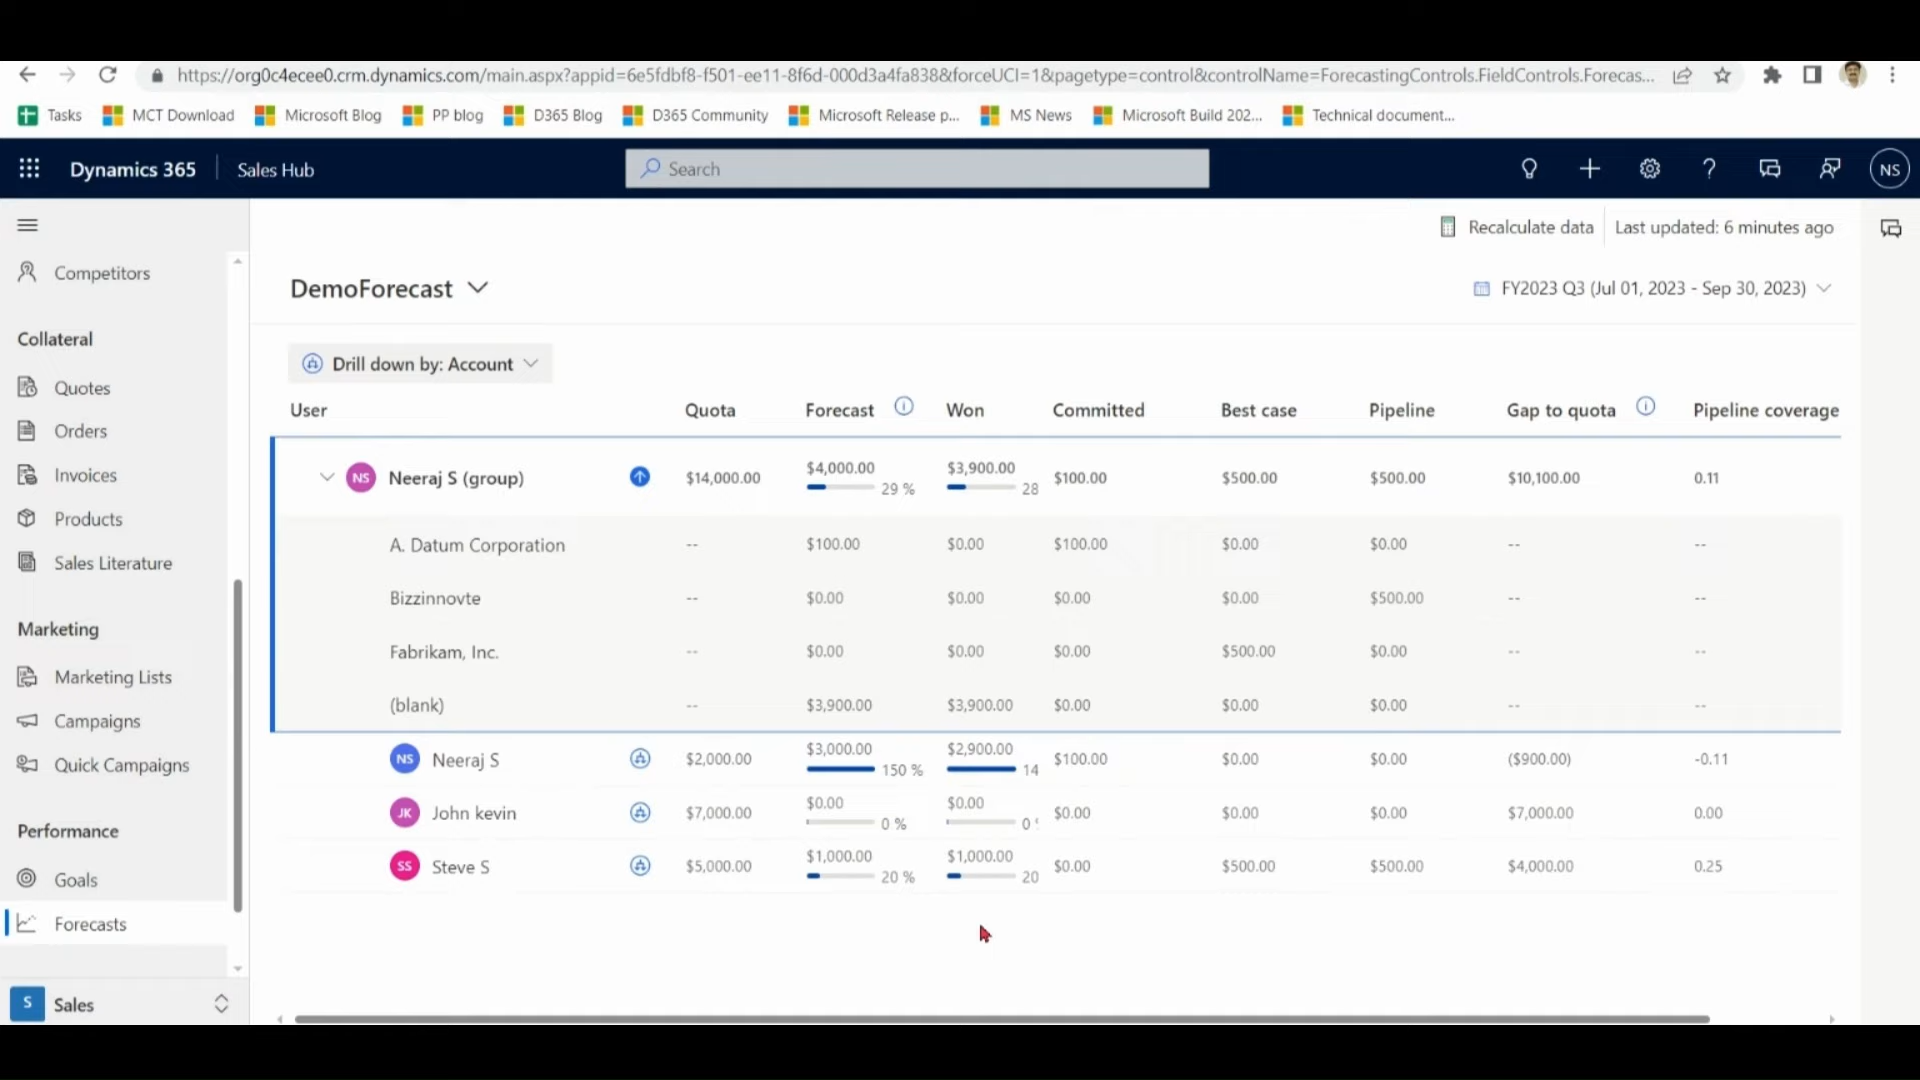 https://org0c4ecee0.crm.dynamics.com/main.aspx?appid=6e5fdbf8-f501-ee11-8f6d-000d3a4fa838&forceUCI=1&pagetype=control&controlName=ForecastingControls.FieldControls.Forecas...
Tasks MCT Download Microsoft Blog PP blog D365 Blog D365 Community Microsoft Release p... MS News Microsoft Build 202... Technical document...
Dynamics 365 Sales Hub Search NS
Recalculate data Last updated: 6 minutes ago
Competitors
Collateral
Quotes
Orders
Invoices
Products
Sales Literature
Marketing
Marketing Lists
Campaigns
Quick Campaigns
Performance
Goals
Forecasts
S Sales
DemoForecast FY2023 Q3 (Jul 01, 2023 - Sep 30, 2023)
Drill down by: Account
User Quota Forecast Won Committed Best case Pipeline Gap to quota Pipeline coverage
NS Neeraj S (group) $14,000.00 $4,000.00 29 % $3,900.00 28 $100.00 $500.00 $500.00 $10,100.00 0.11
A. Datum Corporation -- $100.00 $0.00 $100.00 $0.00 $0.00 -- --
Bizzinnovte -- $0.00 $0.00 $0.00 $0.00 $500.00 -- --
Fabrikam, Inc. -- $0.00 $0.00 $0.00 $500.00 $0.00 -- --
(blank) -- $3,900.00 $3,900.00 $0.00 $0.00 $0.00 -- --
NS Neeraj S $2,000.00 $3,000.00 150 % $2,900.00 14 $100.00 $0.00 $0.00 ($900.00) -0.11
JK John kevin $7,000.00 $0.00 0 % $0.00 0 $0.00 $0.00 $0.00 $7,000.00 0.00
SS Steve S $5,000.00 $1,000.00 20 % $1,000.00 20 $0.00 $500.00 $500.00 $4,000.00 0.25